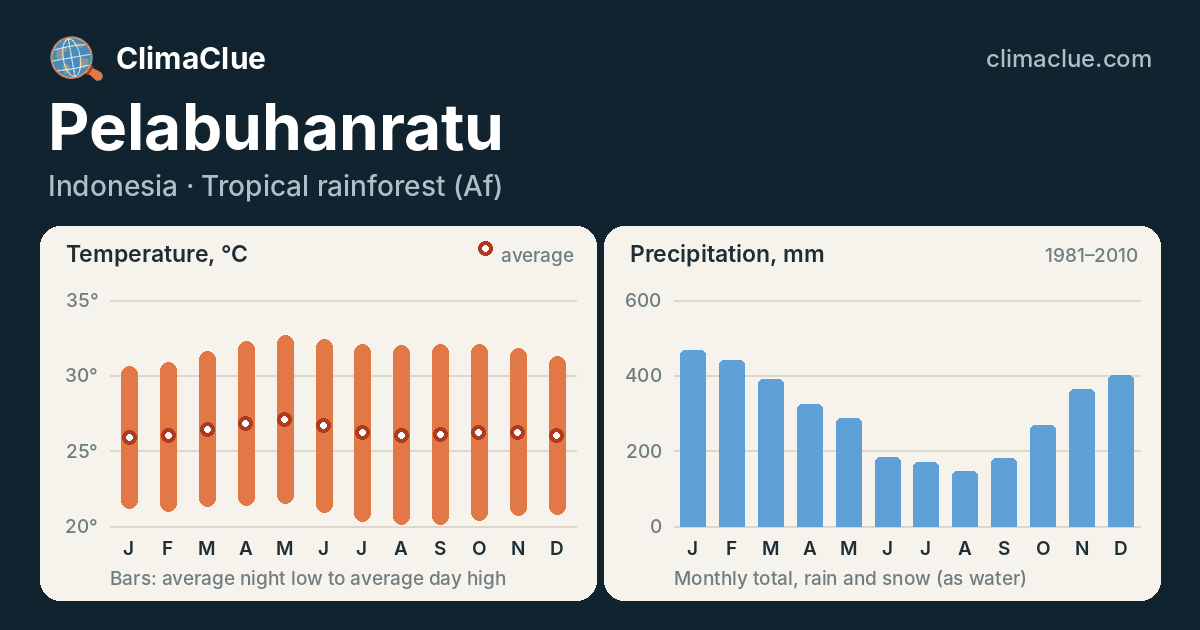 ClimaClue
climaclue.com
Pelabuhanratu
Indonesia · Tropical rainforest (Af)
Temperature, °C
average
35°
30°
25°
20°
J F M A M J J A S O N D
Bars: average night low to average day high
Precipitation, mm
1981–2010
600
400
200
0
J F M A M J J A S O N D
Monthly total, rain and snow (as water)